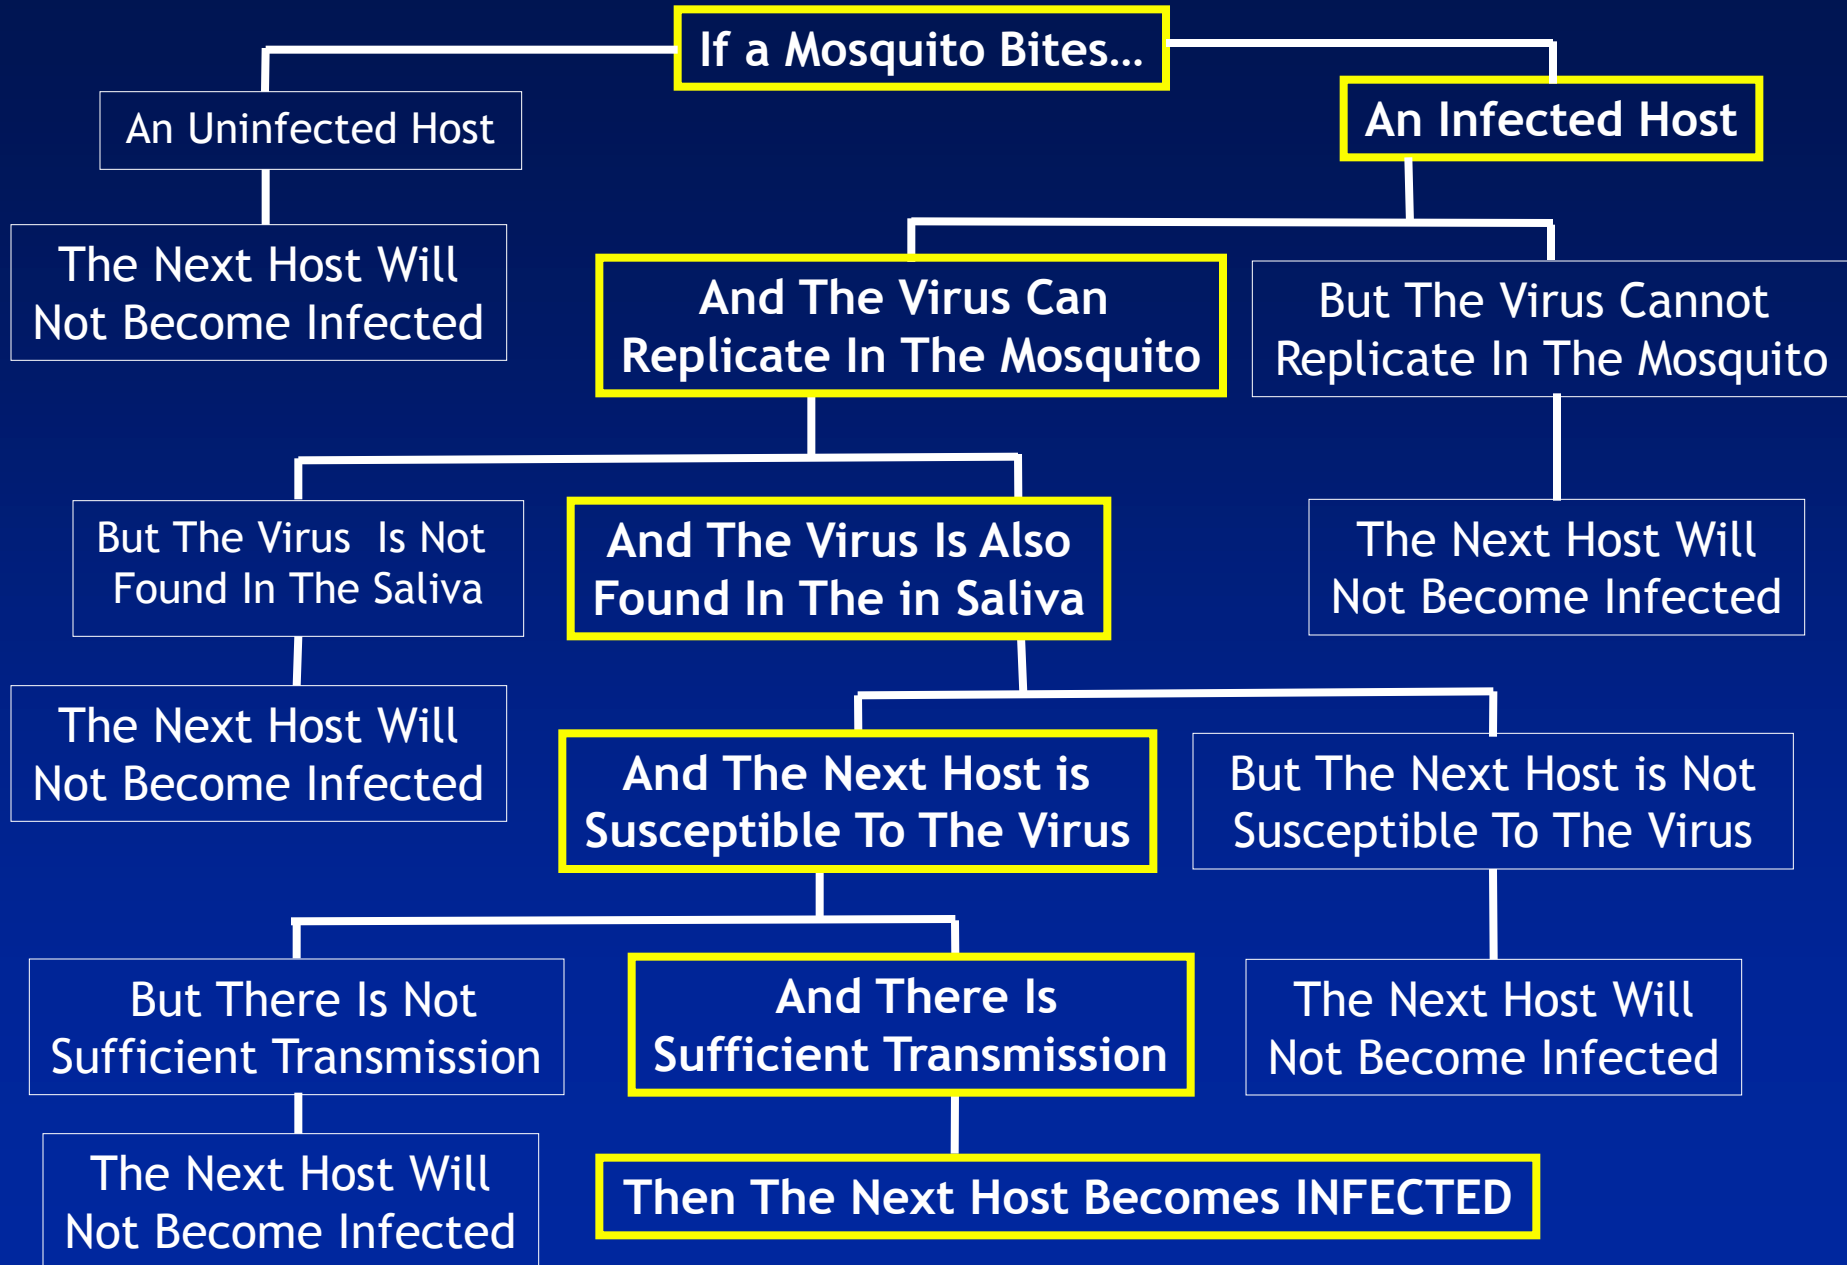 If a Mosquito Bites…
An Uninfected Host
An Infected Host
The Next Host Will
Not Become Infected
And The Virus Can
Replicate In The Mosquito
But The Virus Cannot
Replicate In The Mosquito
But The Virus Is Not
Found In The Saliva
And The Virus Is Also
Found In The in Saliva
The Next Host Will
Not Become Infected
The Next Host Will
Not Become Infected
And The Next Host is
Susceptible To The Virus
But The Next Host is Not
Susceptible To The Virus
But There Is Not
Sufficient Transmission
And There Is
Sufficient Transmission
The Next Host Will
Not Become Infected
The Next Host Will
Not Become Infected
Then The Next Host Becomes INFECTED